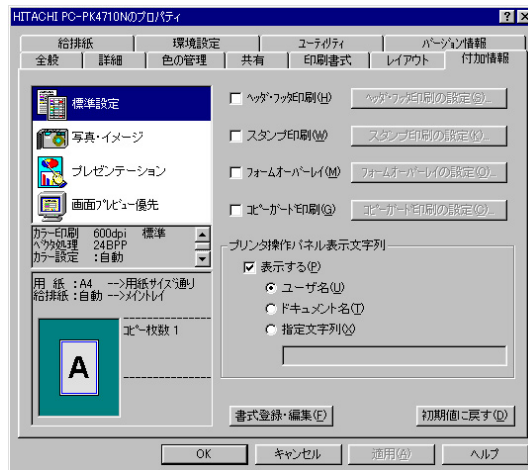 HITACHI PC-PK4710Nのプロパティ
給排紙 環境設定 ユーティリティ バージョン情報
全般 詳細 色の管理 共有 印刷書式 レイアウト 付加情報
標準設定
写真・イメージ
プレゼンテーション
画面プレビュー優先
カラー印刷 600dpi 標準
ベクタ処理 24BPP
カラー設定 :自動
用 紙 :A4 -->用紙サイズ通り
給排紙:自動 -->メイントレイ
コピー枚数 1
A
ヘッダ・フッタ印刷(H) ヘッダ・フッタ印刷の設定(S)...
スタンプ印刷(W) スタンプ印刷の設定(K)...
フォームオーバーレイ(M) フォームオーバーレイの設定(O)...
コピーガード印刷(G) コピーガード印刷の設定(I)...
プリンタ操作パネル表示文字列
表示する(P)
ユーザ名(U)
ドキュメント名(T)
指定文字列(X)
書式登録・編集(F) 初期値に戻す(D)
OK キャンセル 適用(A) ヘルプ